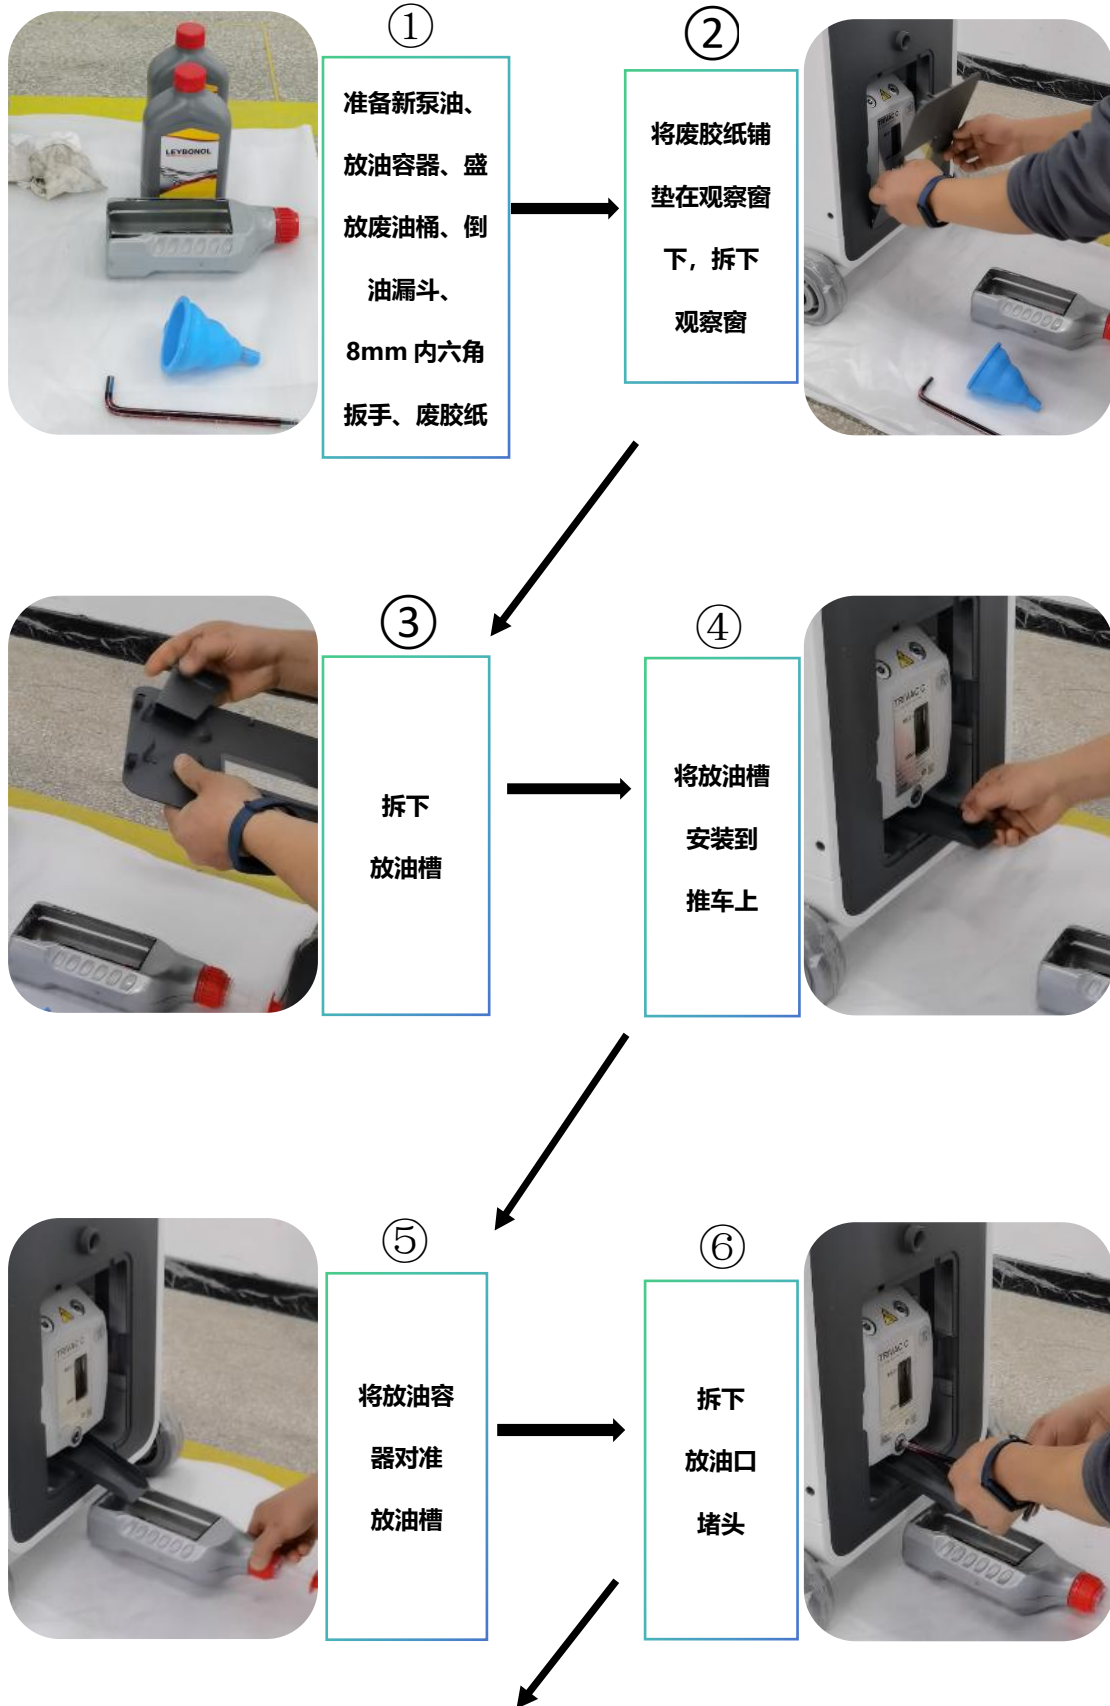 ①
准备新泵油、
放油容器、盛
放废油桶、倒
油漏斗、
8mm 内六角
扳手、废胶纸
LEYBONOL
②
将废胶纸铺
垫在观察窗
下，拆下
观察窗
③
拆下
放油槽
④
将放油槽
安装到
推车上
TRIVAC C
⑤
将放油容
器对准
放油槽
TRIVAC C
⑥
拆下
放油口
堵头
TRIVAC C